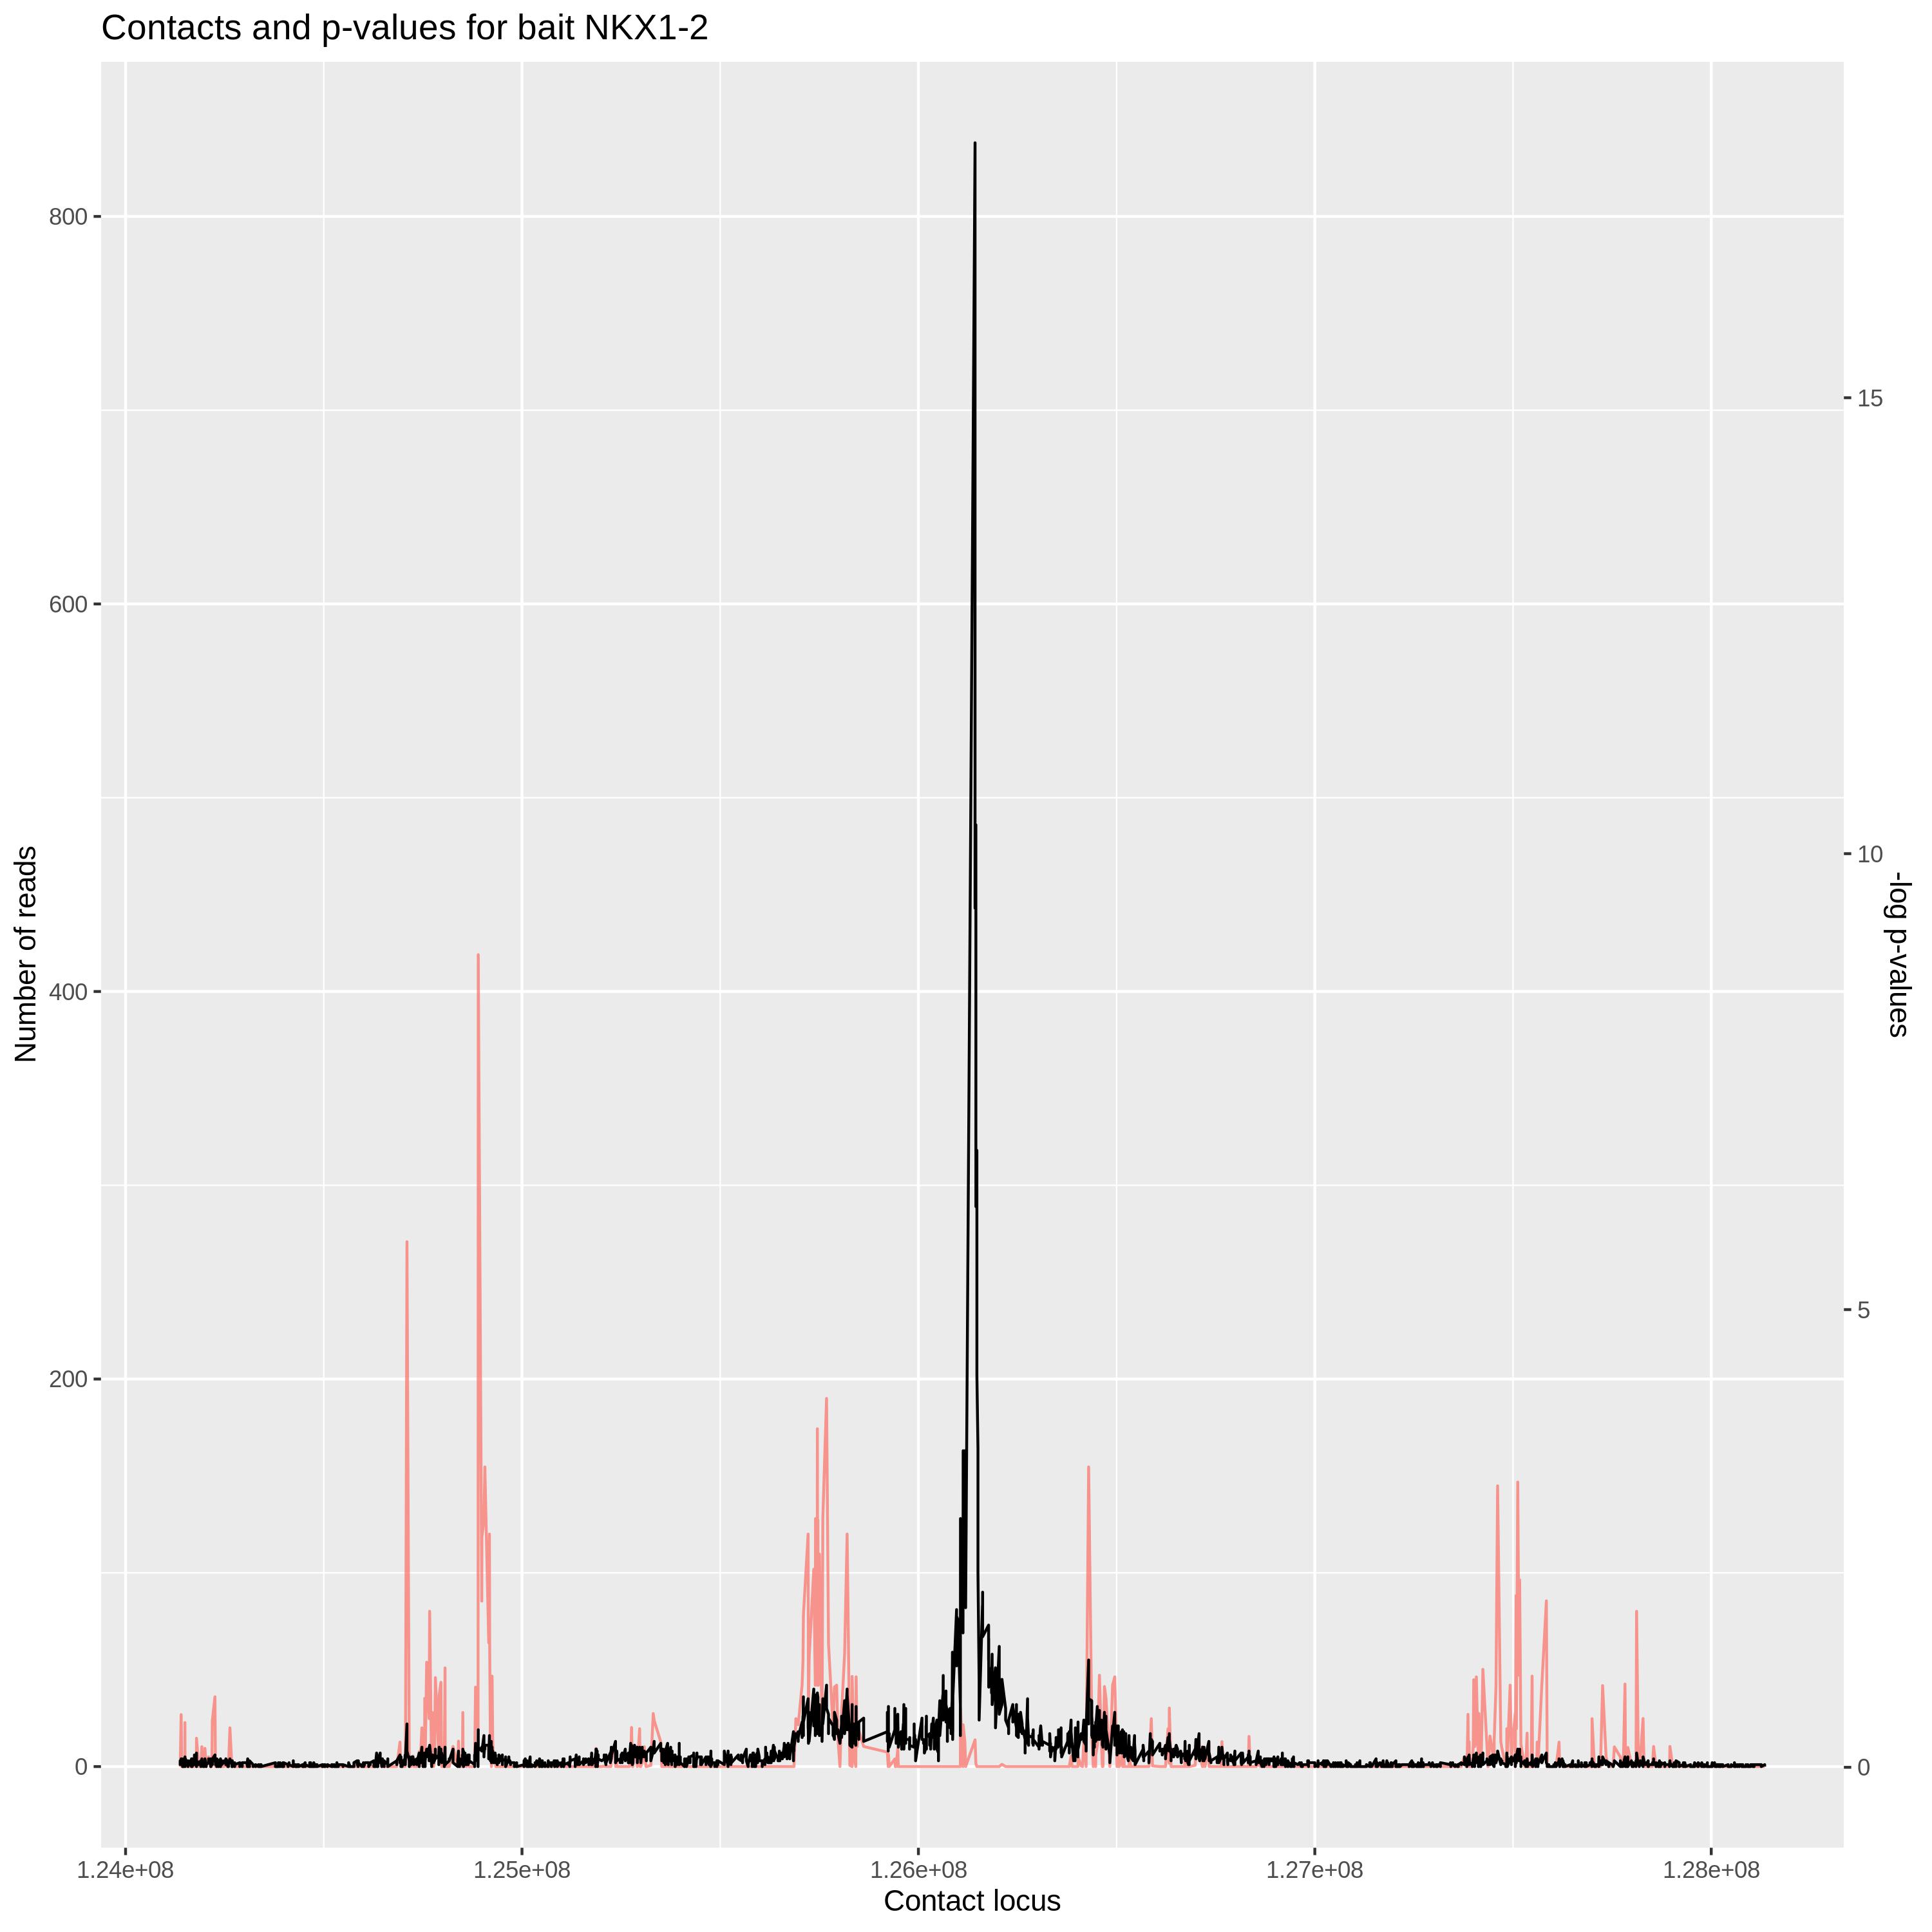 Contacts and p-values for bait NKX1-2
800
600
400
200
0
Number of reads
15
10
5
0
-log p-values
1.24e+08
1.25e+08
1.26e+08
1.27e+08
1.28e+08
Contact locus